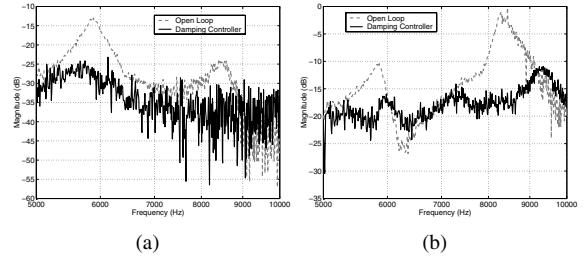 -10
-15
-20
-25
-30
-35
-40
-45
-50
-55
-60
Magnitude (dB)
Open Loop
Damping Controller
5000 6000 7000 8000 9000 10000
Frequency (Hz)
(a)
0
-5
-10
-15
-20
-25
-30
-35
Magnitude (dB)
Open Loop
Damping Controller
5000 6000 7000 8000 9000 10000
Frequency (Hz)
(b)